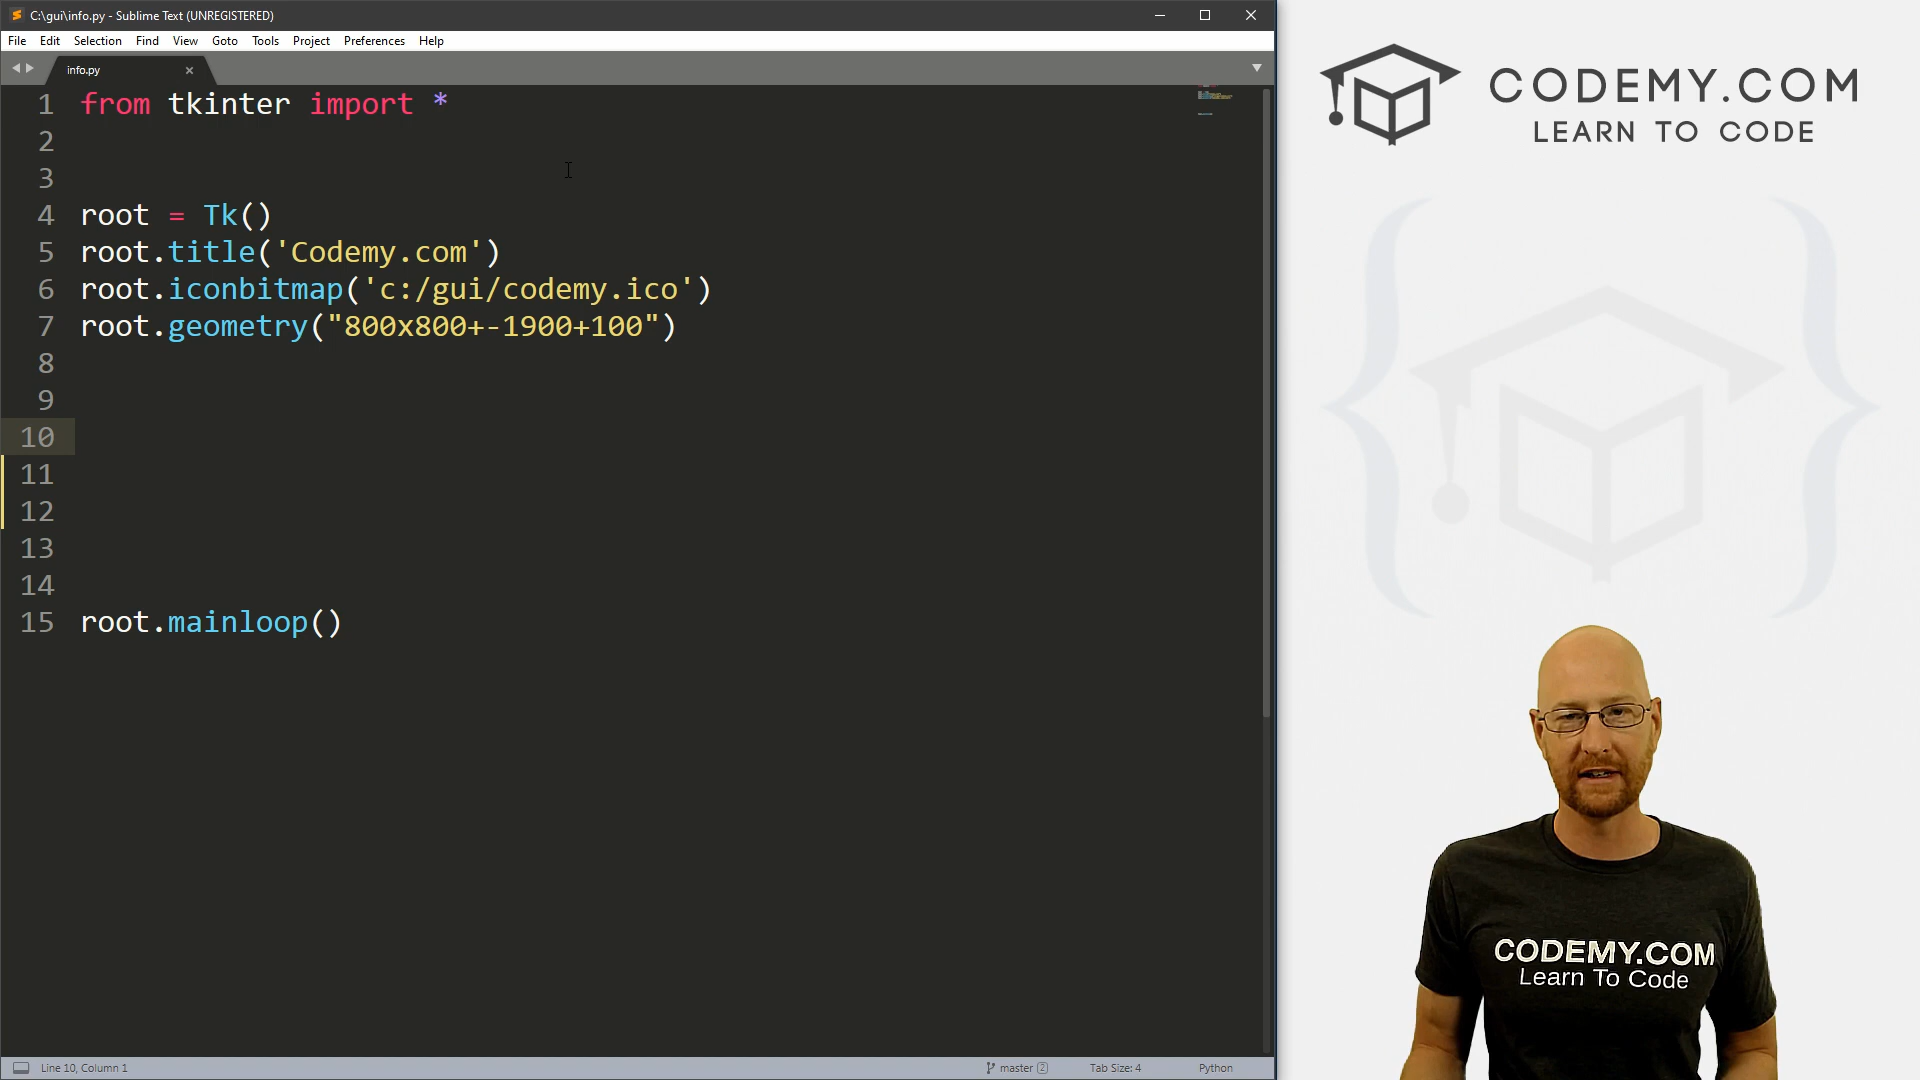 C:\gui\info.py - Sublime Text (UNREGISTERED)
File Edit Selection Find View Goto Tools Project Preferences Help
info.py
1 from tkinter import *
2
3
4 root = Tk()
5 root.title('Codemy.com')
6 root.iconbitmap('c:/gui/codemy.ico')
7 root.geometry("800x800+-1900+100")
8
9
10
11
12
13
14
15 root.mainloop()
Line 10, Column 1
master 2
Tab Size: 4
Python
CODEMY.COM
LEARN TO CODE
CODEMY.COM
Learn To Code